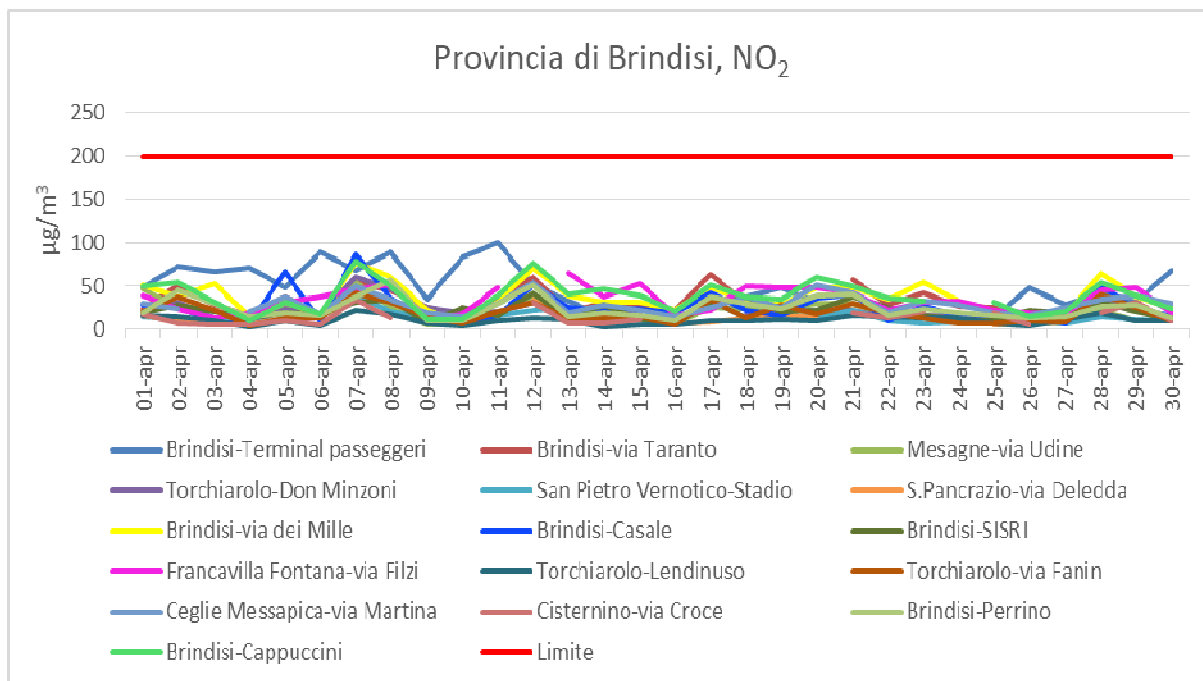 Provincia di Brindisi, NO₂
µg/m³
250
200
150
100
50
0
01-apr
02-apr
03-apr
04-apr
05-apr
06-apr
07-apr
08-apr
09-apr
10-apr
11-apr
12-apr
13-apr
14-apr
15-apr
16-apr
17-apr
18-apr
19-apr
20-apr
21-apr
22-apr
23-apr
24-apr
25-apr
26-apr
27-apr
28-apr
29-apr
30-apr
Brindisi-Terminal passeggeri
Brindisi-via Taranto
Mesagne-via Udine
Torchiarolo-Don Minzoni
San Pietro Vernotico-Stadio
S.Pancrazio-via Deledda
Brindisi-via dei Mille
Brindisi-Casale
Brindisi-SISRI
Francavilla Fontana-via Filzi
Torchiarolo-Lendinuso
Torchiarolo-via Fanin
Ceglie Messapica-via Martina
Cisternino-via Croce
Brindisi-Perrino
Brindisi-Cappuccini
Limite